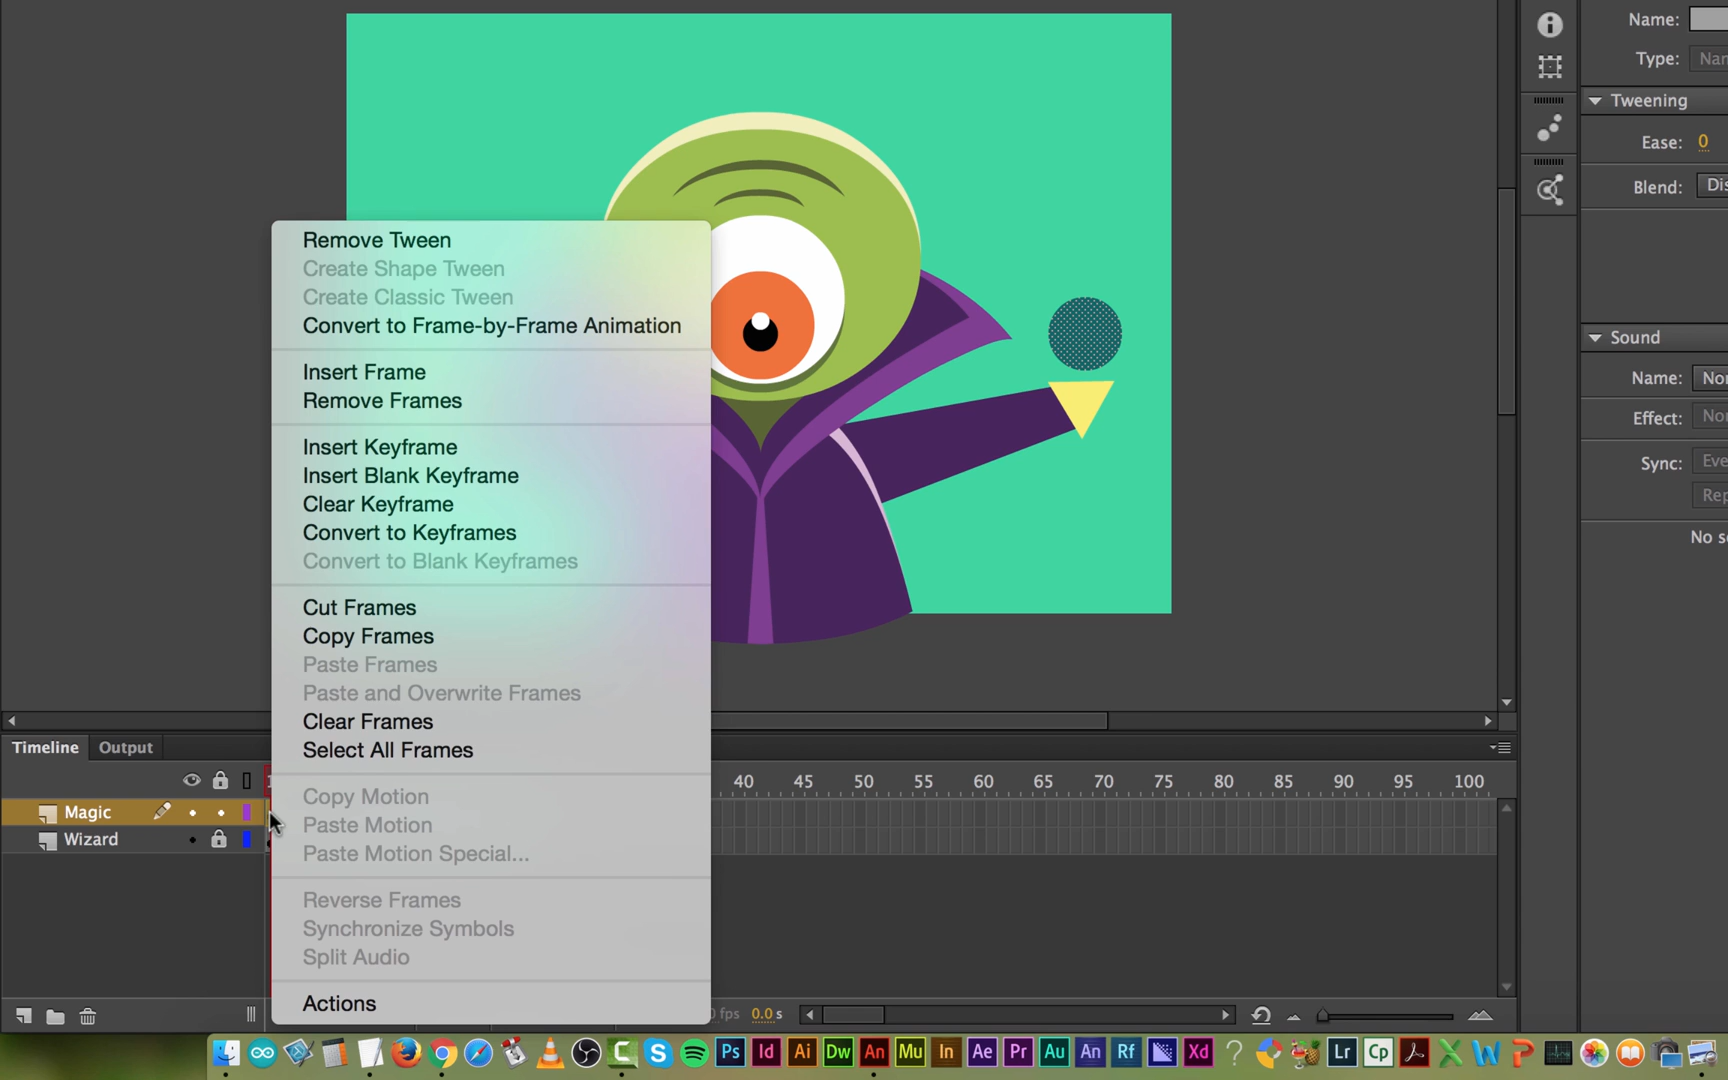 Name:
Type:
Tweening
Ease: 0
Blend:
Remove Tween
Create Shape Tween
Create Classic Tween
Convert to Frame-by-Frame Animation
Insert Frame
Remove Frames
Insert Keyframe
Insert Blank Keyframe
Clear Keyframe
Convert to Keyframes
Convert to Blank Keyframes
Cut Frames
Copy Frames
Paste Frames
Paste and Overwrite Frames
Clear Frames
Select All Frames
Copy Motion
Paste Motion
Paste Motion Special...
Reverse Frames
Synchronize Symbols
Split Audio
Actions
Sound
Name:
Effect:
Sync:
No
Timeline Output
40 45 50 55 60 65 70 75 80 85 90 95 100
Magic
Wizard
fps 0.0 s
Ps Id Ai Dw An Mu In Ae Pr Au An Rf Xd ? Lr Cp X W P